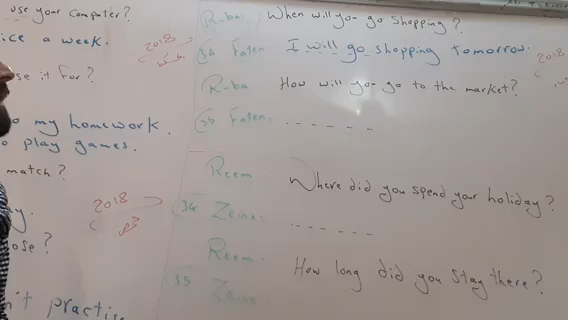 use your computer?
ice a week.
2018
se it for?
o my homework.
o play games.
match?
2018
y.
ose?
n't practise
Ruba: When will you go shopping?
34 Faten: I will go shopping tomorrow.
2018
Ruba How will you go to the market?
35 Faten: - - - - - -
Reem: Where did you spend your holiday?
34 Zeina: - - - - - -
Reem: How long did you stay there?
35 Zeina